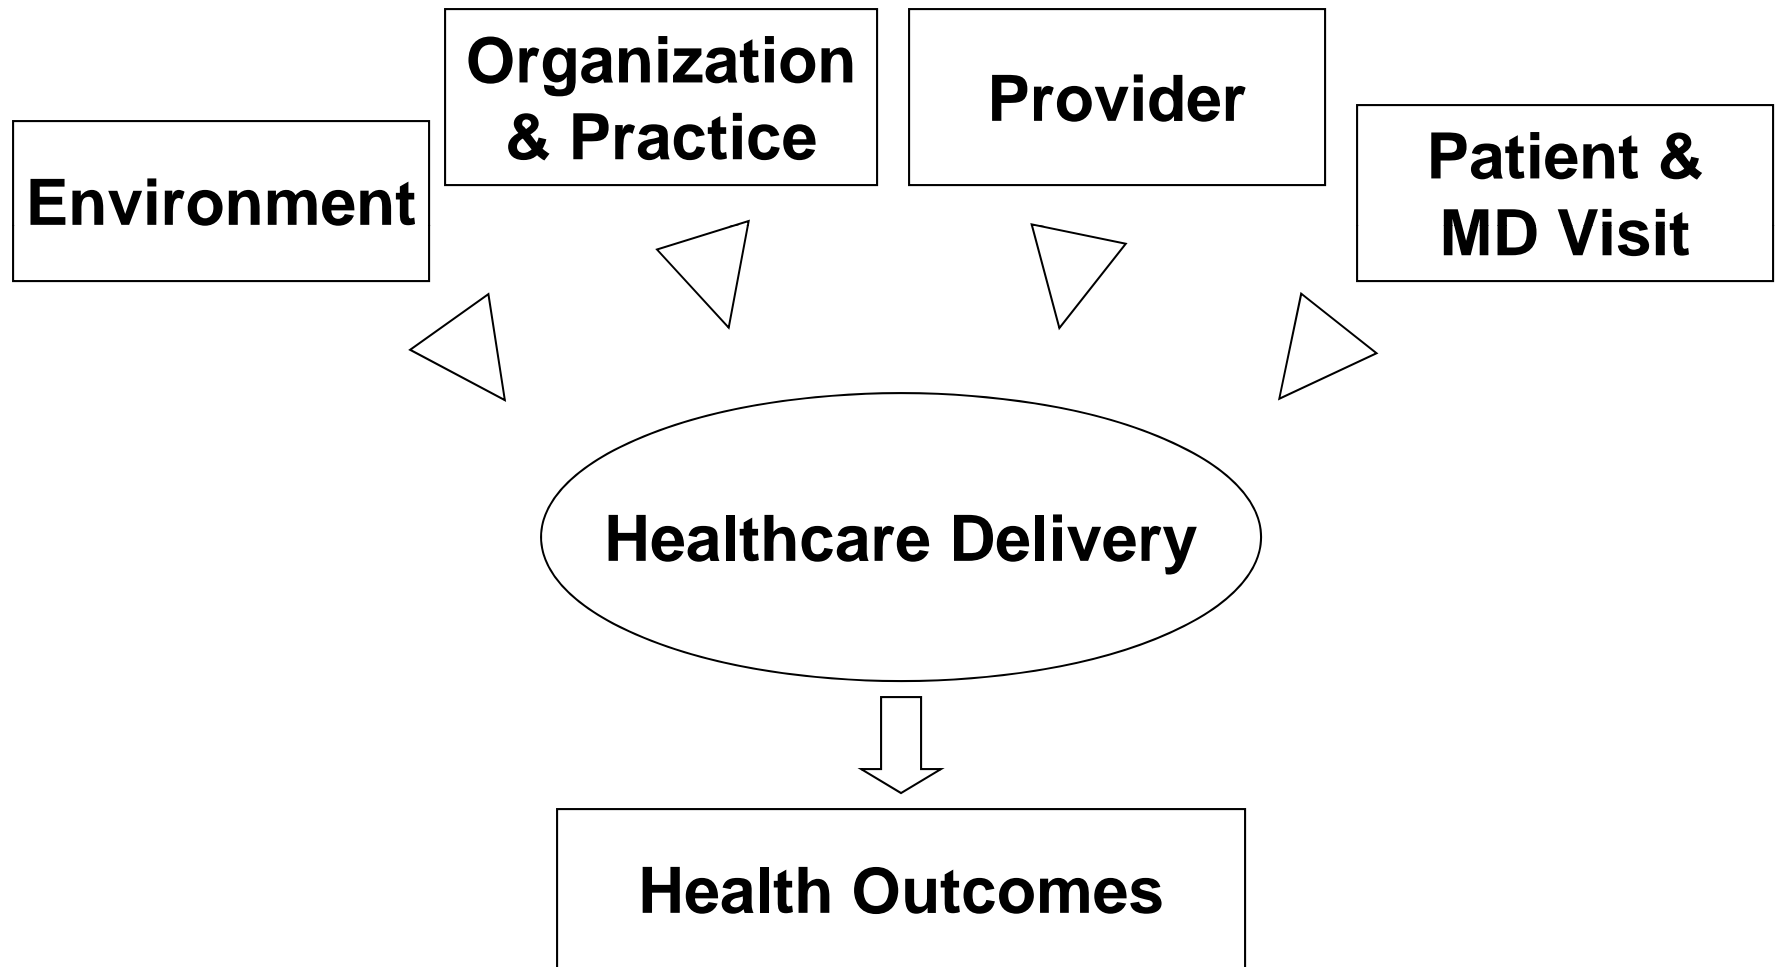 Environment
Organization
& Practice
Provider
Patient &
MD Visit
Healthcare Delivery
Health Outcomes